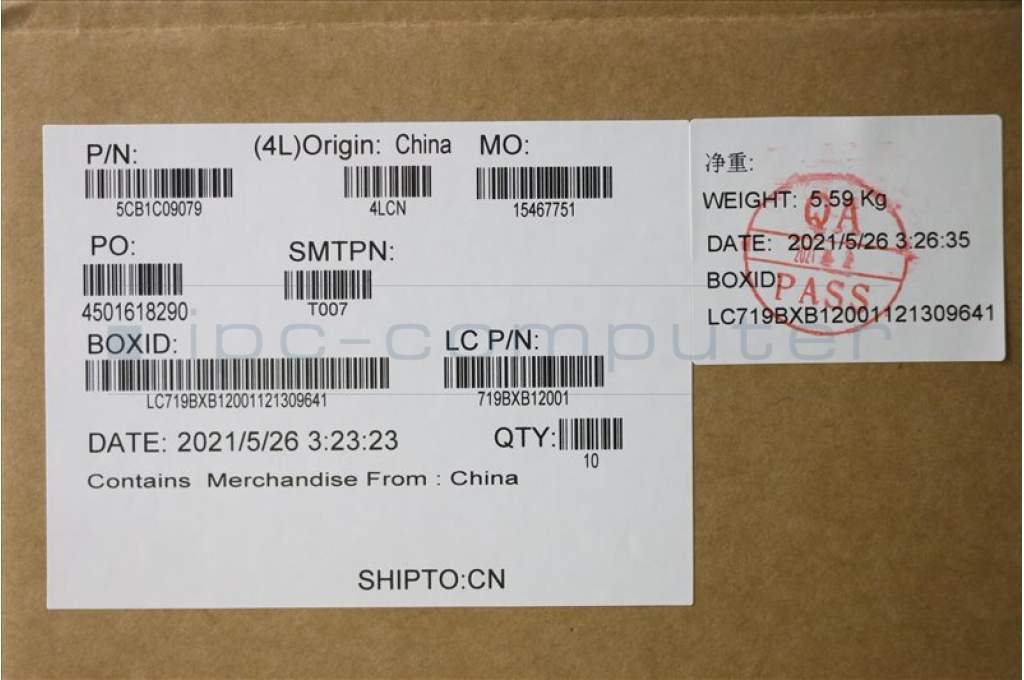 P/N: (4L)Origin: China MO:
5CB1C09079 4LCN 15467751
PO: SMTPN:
4501618290 T007
BOXID: LC P/N:
LC719BXB12001121309641 719BXB12001
DATE: 2021/5/26 3:23:23 QTY:
10
Contains Merchandise From : China
SHIPTO:CN
净重:
WEIGHT: 5.59 Kg
DATE: 2021/5/26 3:26:35
BOXID:
LC719BXB12001121309641
QA
PASS
ipc-computer